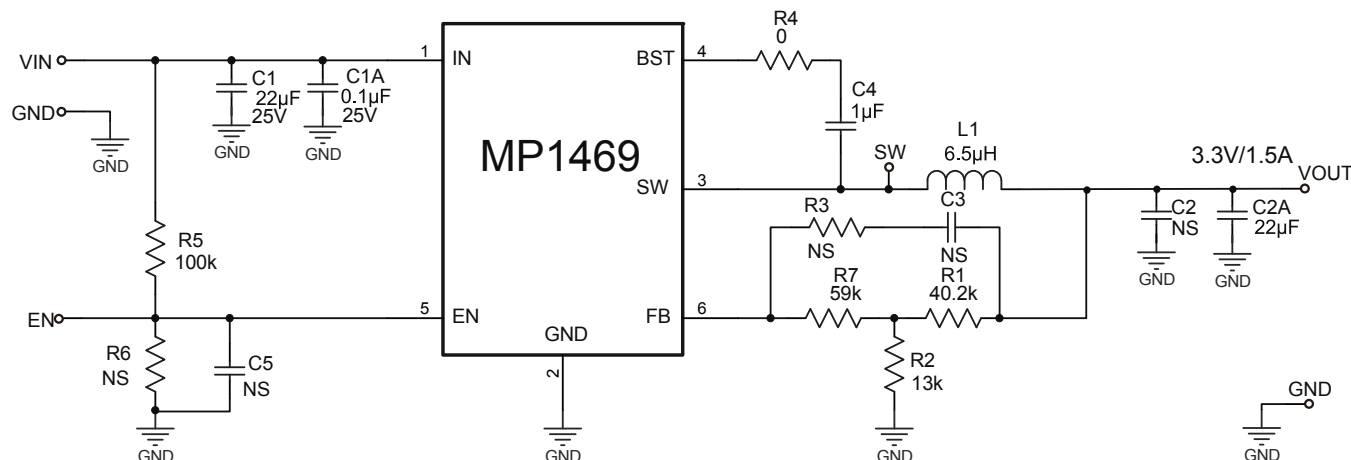 R4
0
VIN
1
IN
BST
4
C1
22µF
25V
C1A
0.1µF
25V
C4
1µF
GND
GND
GND
GND
MP1469
SW
L1
6.5µH
3.3V/1.5A
VOUT
SW
3
R3
NS
C3
NS
C2
NS
C2A
22µF
GND
GND
R5
100k
R7
59k
R1
40.2k
EN
5
EN
FB
6
GND
2
R6
NS
C5
NS
R2
13k
GND
GND
GND
GND
GND